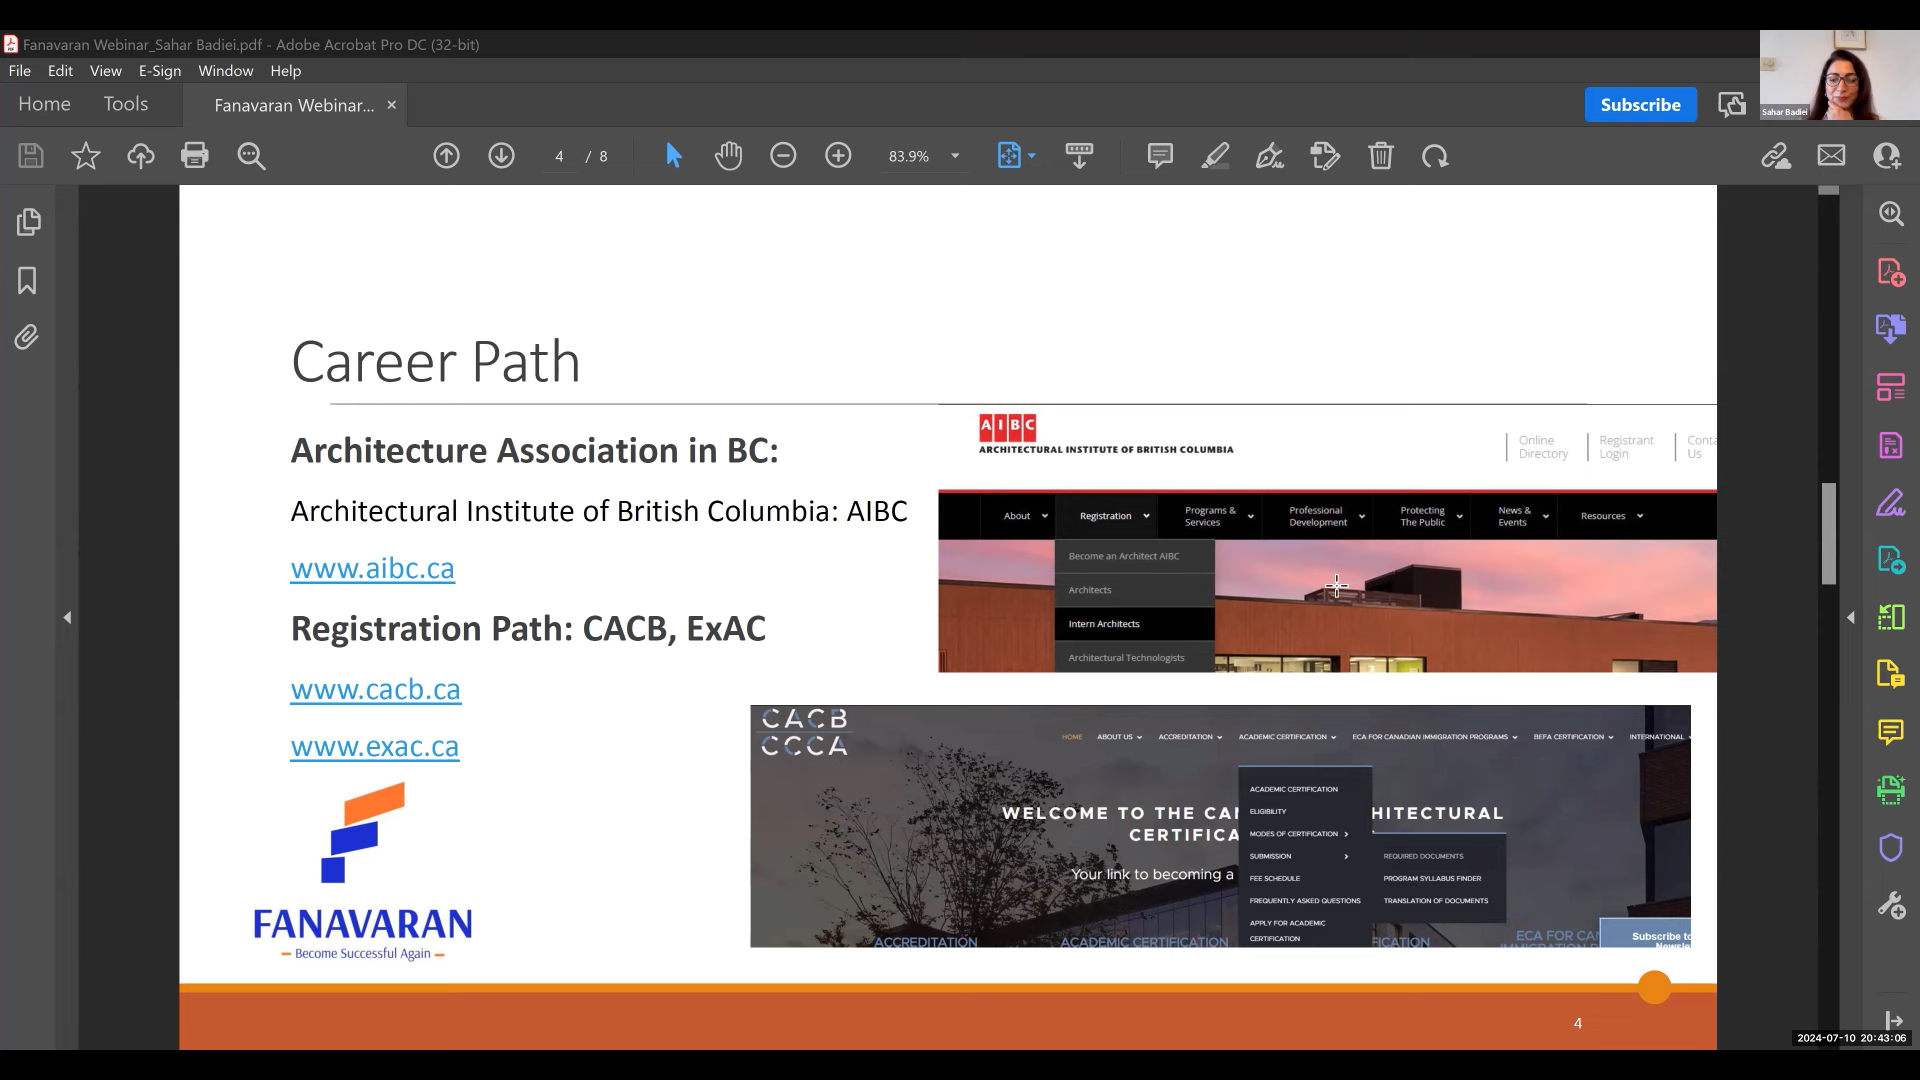 Fanavaran Webinar_Sahar Badiei.pdf - Adobe Acrobat Pro DC (32-bit)
File Edit View E-Sign Window Help
Home Tools Fanavaran Webinar... ×
Subscribe
Sahar Badiei
4 / 8
83.9%
Career Path
Architecture Association in BC:
Architectural Institute of British Columbia: AIBC
www.aibc.ca
Registration Path: CACB, ExAC
www.cacb.ca
www.exac.ca
FANAVARAN
Become Successful Again
AIBC
ARCHITECTURAL INSTITUTE OF BRITISH COLUMBIA
Online Directory
Registrant Login
Us
About
Registration
Programs & Services
Professional Development
Protecting The Public
News & Events
Resources
Become an Architect AIBC
Architects
Intern Architects
Architectural Technologists
CACB
CCCA
HOME ABOUT US ACCREDITATION ACADEMIC CERTIFICATION ECA FOR CANADIAN IMMIGRATION PROGRAMS BEFA CERTIFICATION INTERNATIONAL
ACADEMIC CERTIFICATION
ELIGIBILITY
MODES OF CERTIFICATION
SUBMISSION
FEE SCHEDULE
FREQUENTLY ASKED QUESTIONS
APPLY FOR ACADEMIC
CERTIFICATION
REQUIRED DOCUMENTS
PROGRAM SYLLABUS FINDER
TRANSLATION OF DOCUMENTS
WELCOME TO THE CAN HITECTURAL
CERTIFICA
Your link to becoming a
ACCREDITATION ACADEMIC CERTIFICATION FICATION ECA FOR CAN
Subscribe to
4
2024-07-10 20:43:06